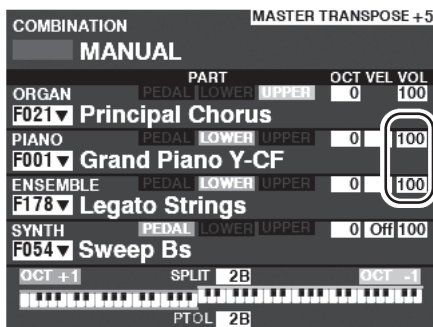 COMBINATION MASTER TRANSPOSE +5
MANUAL
PART OCT VEL VOL
ORGAN PEDAL LOWER UPPER 0 100
F021▼ Principal Chorus
PIANO PEDAL LOWER UPPER 0 100
F001▼ Grand Piano Y-CF
ENSEMBLE PEDAL LOWER UPPER 0 100
F178▼ Legato Strings
SYNTH PEDAL LOWER UPPER 0 Off 100
F054▼ Sweep Bs
OCT +1 SPLIT 2B OCT -1
PTOL 2B